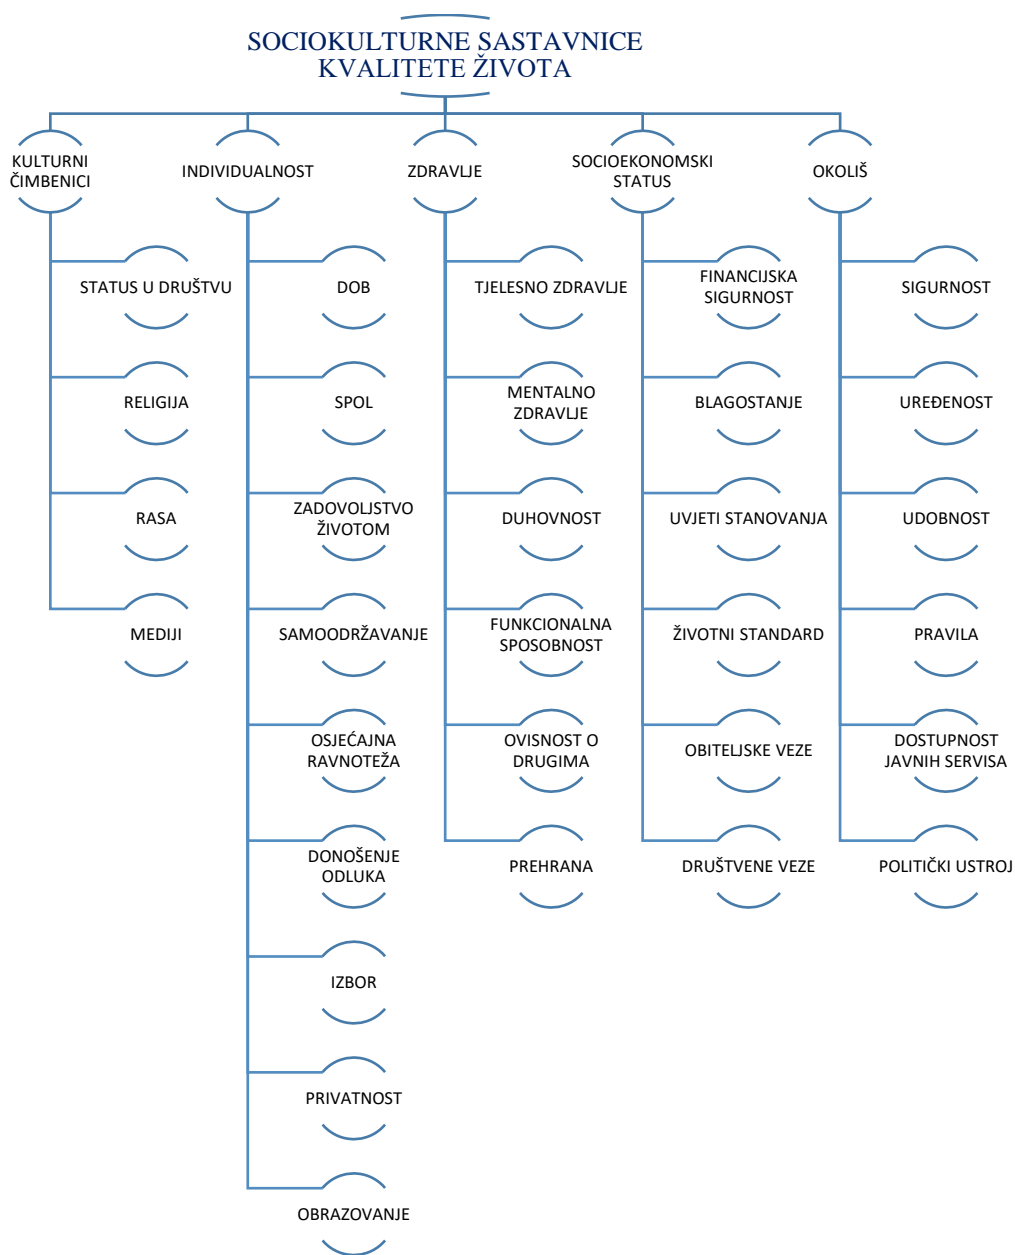 SOCIOKULTURNE SASTAVNICE
KVALITETE ŽIVOTA
KULTURNI
ČIMBENICI
STATUS U DRUŠTVU
RELIGIJA
RASA
MEDIJI
INDIVIDUALNOST
DOB
SPOL
ZADOVOLJSTVO
ŽIVOTOM
SAMOODRŽAVANJE
OSJEĆAJNA
RAVNOTEŽA
DONOŠENJE
ODLUKA
IZBOR
PRIVATNOST
OBRAZOVANJE
ZDRAVLJE
TJELESNO ZDRAVLJE
MENTALNO
ZDRAVLJE
DUHOVNOST
FUNKCIONALNA
SPOSOBNOST
OVISNOST O
DRUGIMA
PREHRANA
SOCIOEKONOMSKI
STATUS
FINANCIJSKA
SIGURNOST
BLAGOSTANJE
UVJETI STANOVANJA
ŽIVOTNI STANDARD
OBITELJSKE VEZE
DRUŠTVENE VEZE
OKOLIŠ
SIGURNOST
UREĐENOST
UDOBNOST
PRAVILA
DOSTUPNOST
JAVNIH SERVISA
POLITIČKI USTROJ